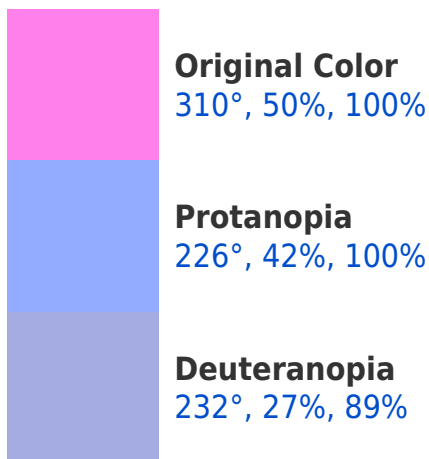 Original Color
310°, 50%, 100%
Protanopia
226°, 42%, 100%
Deuteranopia
232°, 27%, 89%